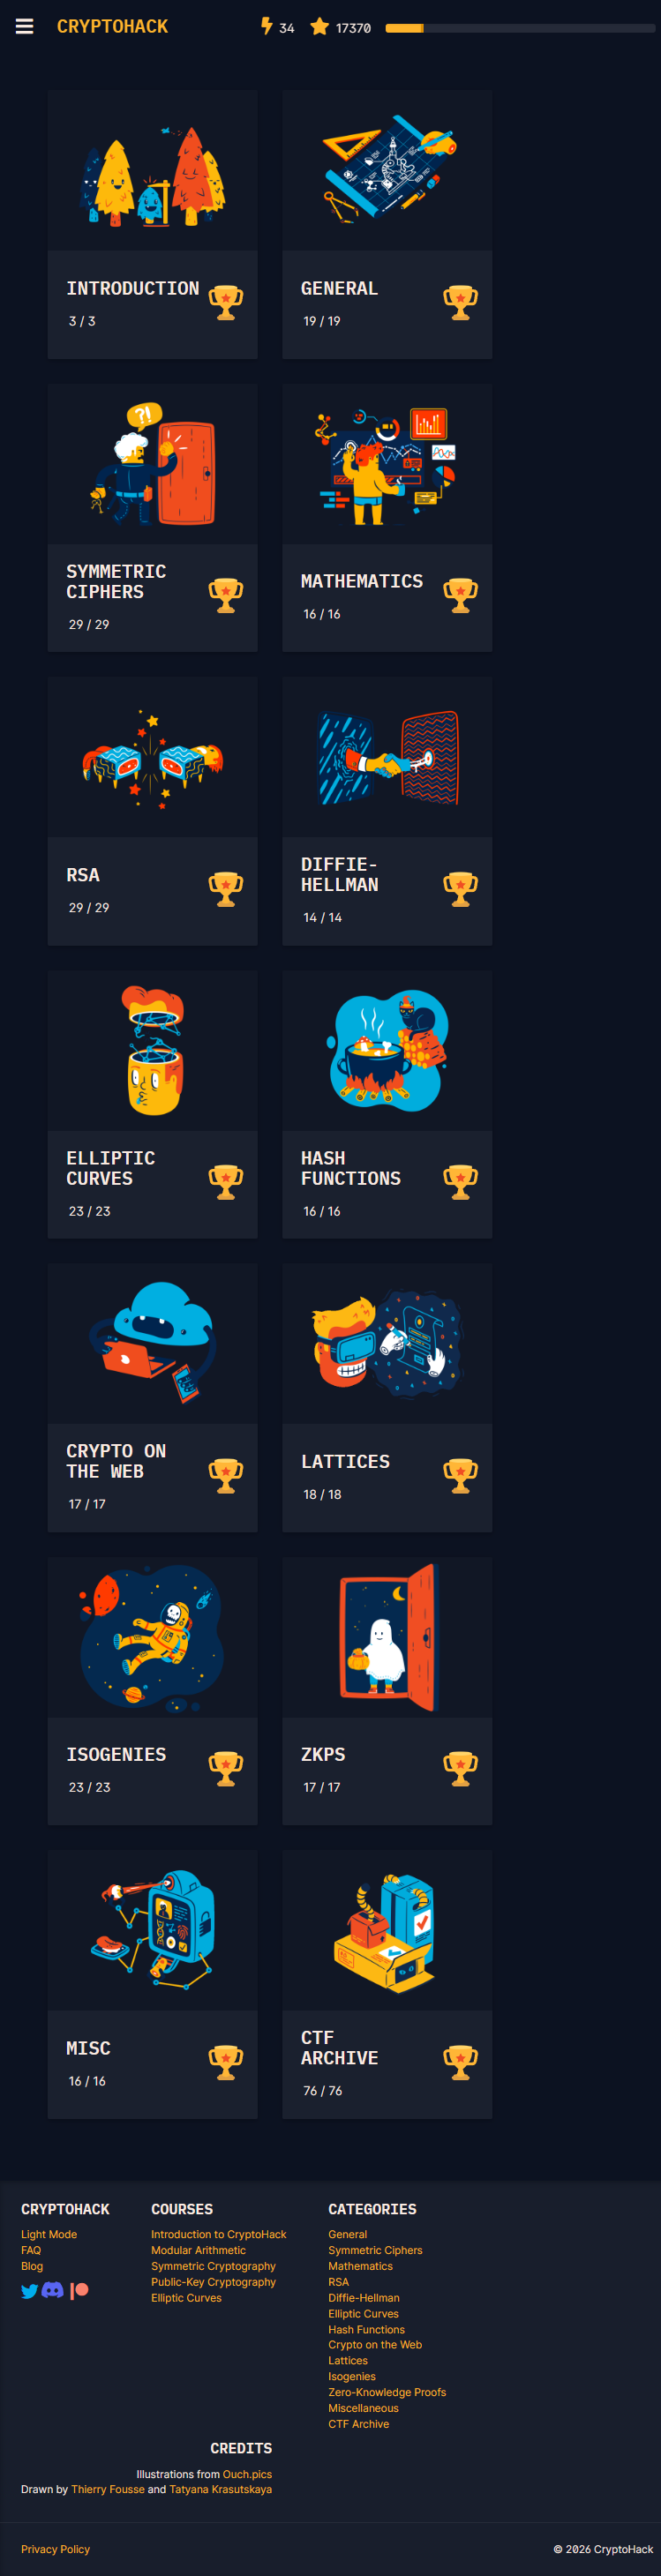 CRYPTOHACK 34 17370
INTRODUCTION
3 / 3
GENERAL
19 / 19
?!
SYMMETRIC
CIPHERS
29 / 29
MATHEMATICS
16 / 16
RSA
29 / 29
DIFFIE-
HELLMAN
14 / 14
ELLIPTIC
CURVES
23 / 23
HASH
FUNCTIONS
16 / 16
CRYPTO ON
THE WEB
17 / 17
LATTICES
18 / 18
ISOGENIES
23 / 23
ZKPS
17 / 17
MISC
16 / 16
CTF
ARCHIVE
76 / 76
CRYPTOHACK
Light Mode
FAQ
Blog
COURSES
Introduction to CryptoHack
Modular Arithmetic
Symmetric Cryptography
Public-Key Cryptography
Elliptic Curves
CATEGORIES
General
Symmetric Ciphers
Mathematics
RSA
Diffie-Hellman
Elliptic Curves
Hash Functions
Crypto on the Web
Lattices
Isogenies
Zero-Knowledge Proofs
Miscellaneous
CTF Archive
CREDITS
Illustrations from Ouch.pics
Drawn by Thierry Fousse and Tatyana Krasutskaya
Privacy Policy
© 2026 CryptoHack